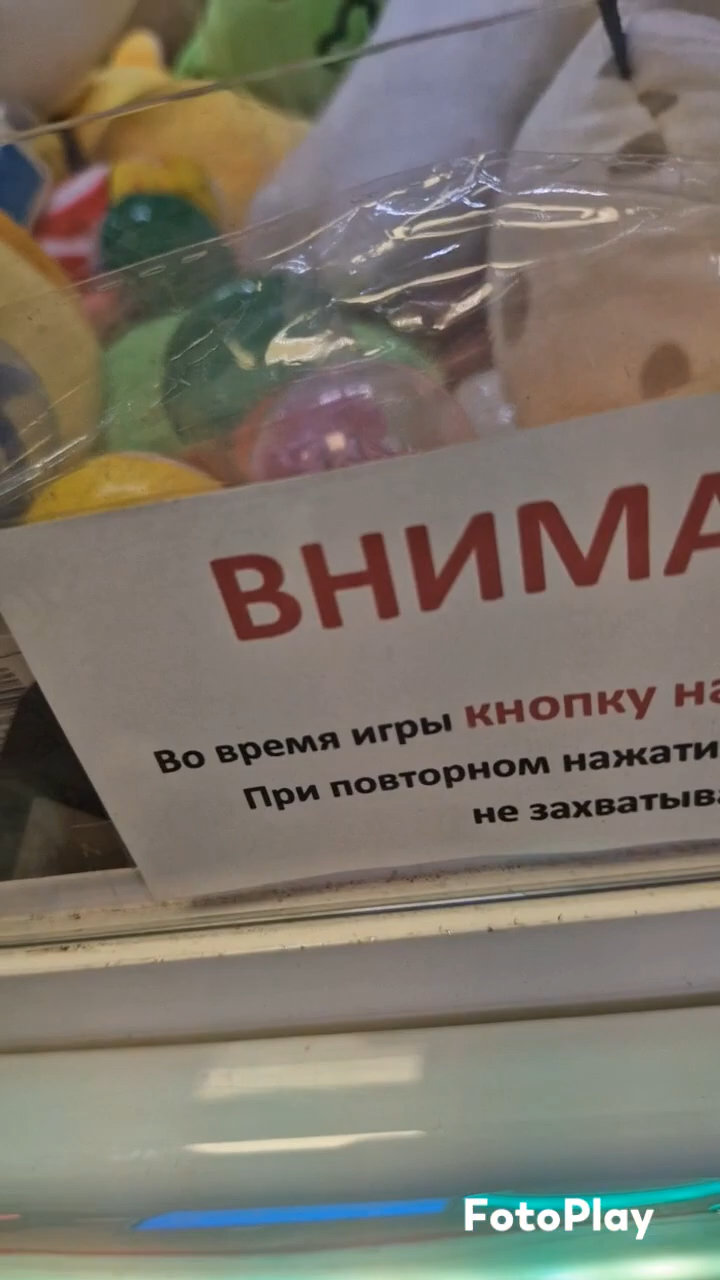 ВНИМА
Во время игры кнопку на
При повторном нажати
не захватыва
FotoPlay